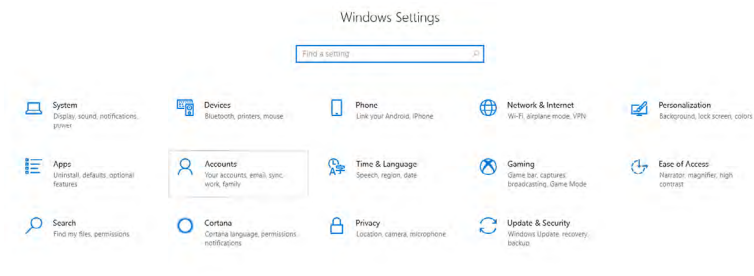 Windows Settings
Find a setting
System
Display, sound, notifications,
power
Devices
Bluetooth, printers, mouse
Phone
Link your Android, iPhone
Network & Internet
Wi-Fi, airplane mode, VPN
Personalization
Background, lock screen, colors
Apps
Uninstall, defaults, optional
features
Accounts
Your accounts, email, sync,
work, family
Time & Language
Speech, region, date
Gaming
Game bar, captures,
broadcasting, Game Mode
Ease of Access
Narrator, magnifier, high
contrast
Search
Find my files, permissions
Cortana
Cortana language, permissions,
notifications
Privacy
Location, camera, microphone
Update & Security
Windows Update, recovery,
backup